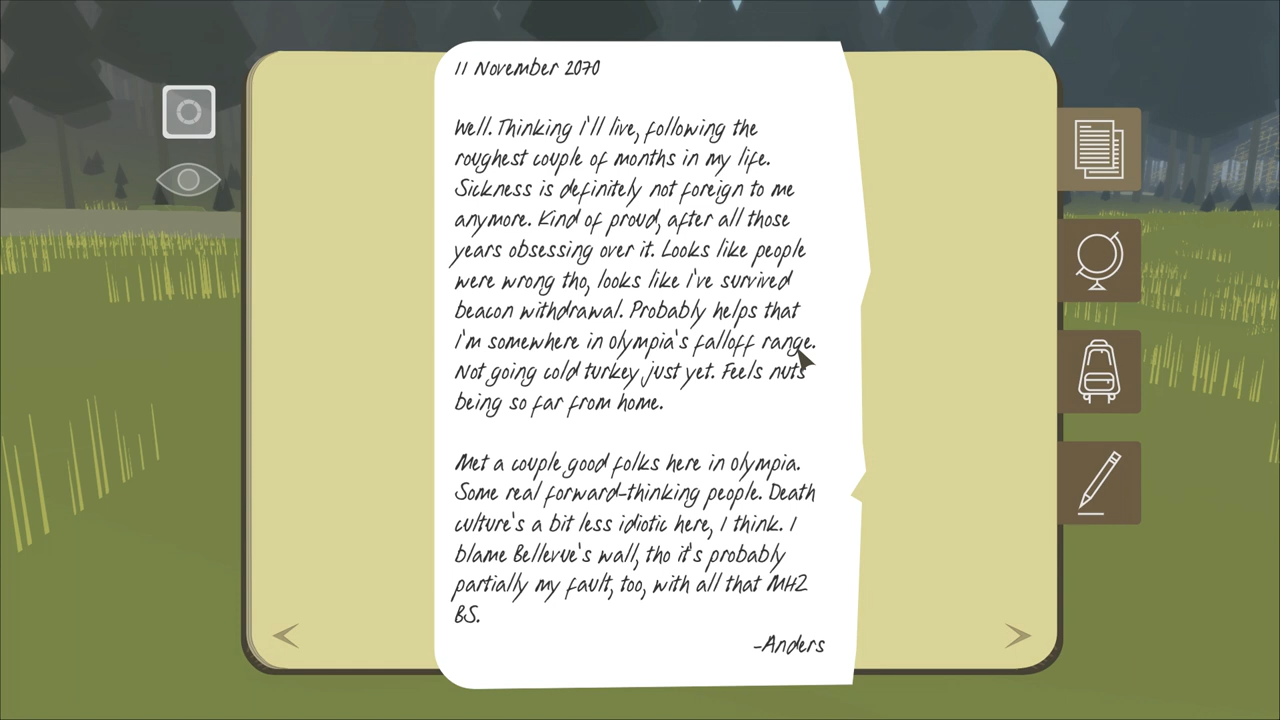 11 November 2070
Well. Thinking I'll live, following the
roughest couple of months in my life.
Sickness is definitely not foreign to me
anymore. Kind of proud, after all those
years obsessing over it. Looks like people
were wrong tho, looks like I've survived
beacon withdrawal. Probably helps that
I'm somewhere in Olympia's falloff range.
Not going cold turkey just yet. Feels nuts
being so far from home.
Met a couple good folks here in Olympia.
Some real forward-thinking people. Death
culture's a bit less idiotic here, I think. I
blame Bellevue's wall, tho it's probably
partially my fault, too, with all that MH2
BS.
-Anders